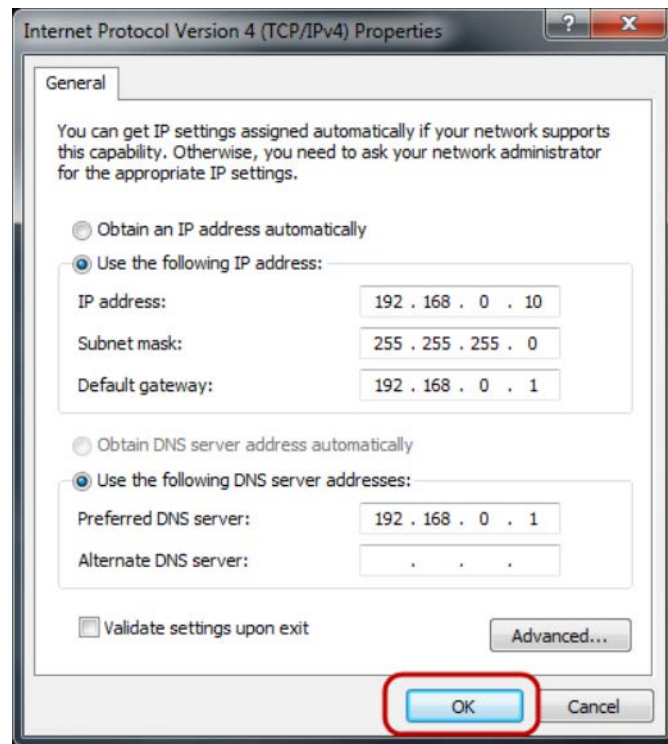 Internet Protocol Version 4 (TCP/IPv4) Properties
?
General
You can get IP settings assigned automatically if your network supports
this capability. Otherwise, you need to ask your network administrator
for the appropriate IP settings.
Obtain an IP address automatically
Use the following IP address:
IP address: 192 . 168 . 0 . 10
Subnet mask: 255 . 255 . 255 . 0
Default gateway: 192 . 168 . 0 . 1
Obtain DNS server address automatically
Use the following DNS server addresses:
Preferred DNS server: 192 . 168 . 0 . 1
Alternate DNS server: . . .
Validate settings upon exit
Advanced...
OK Cancel